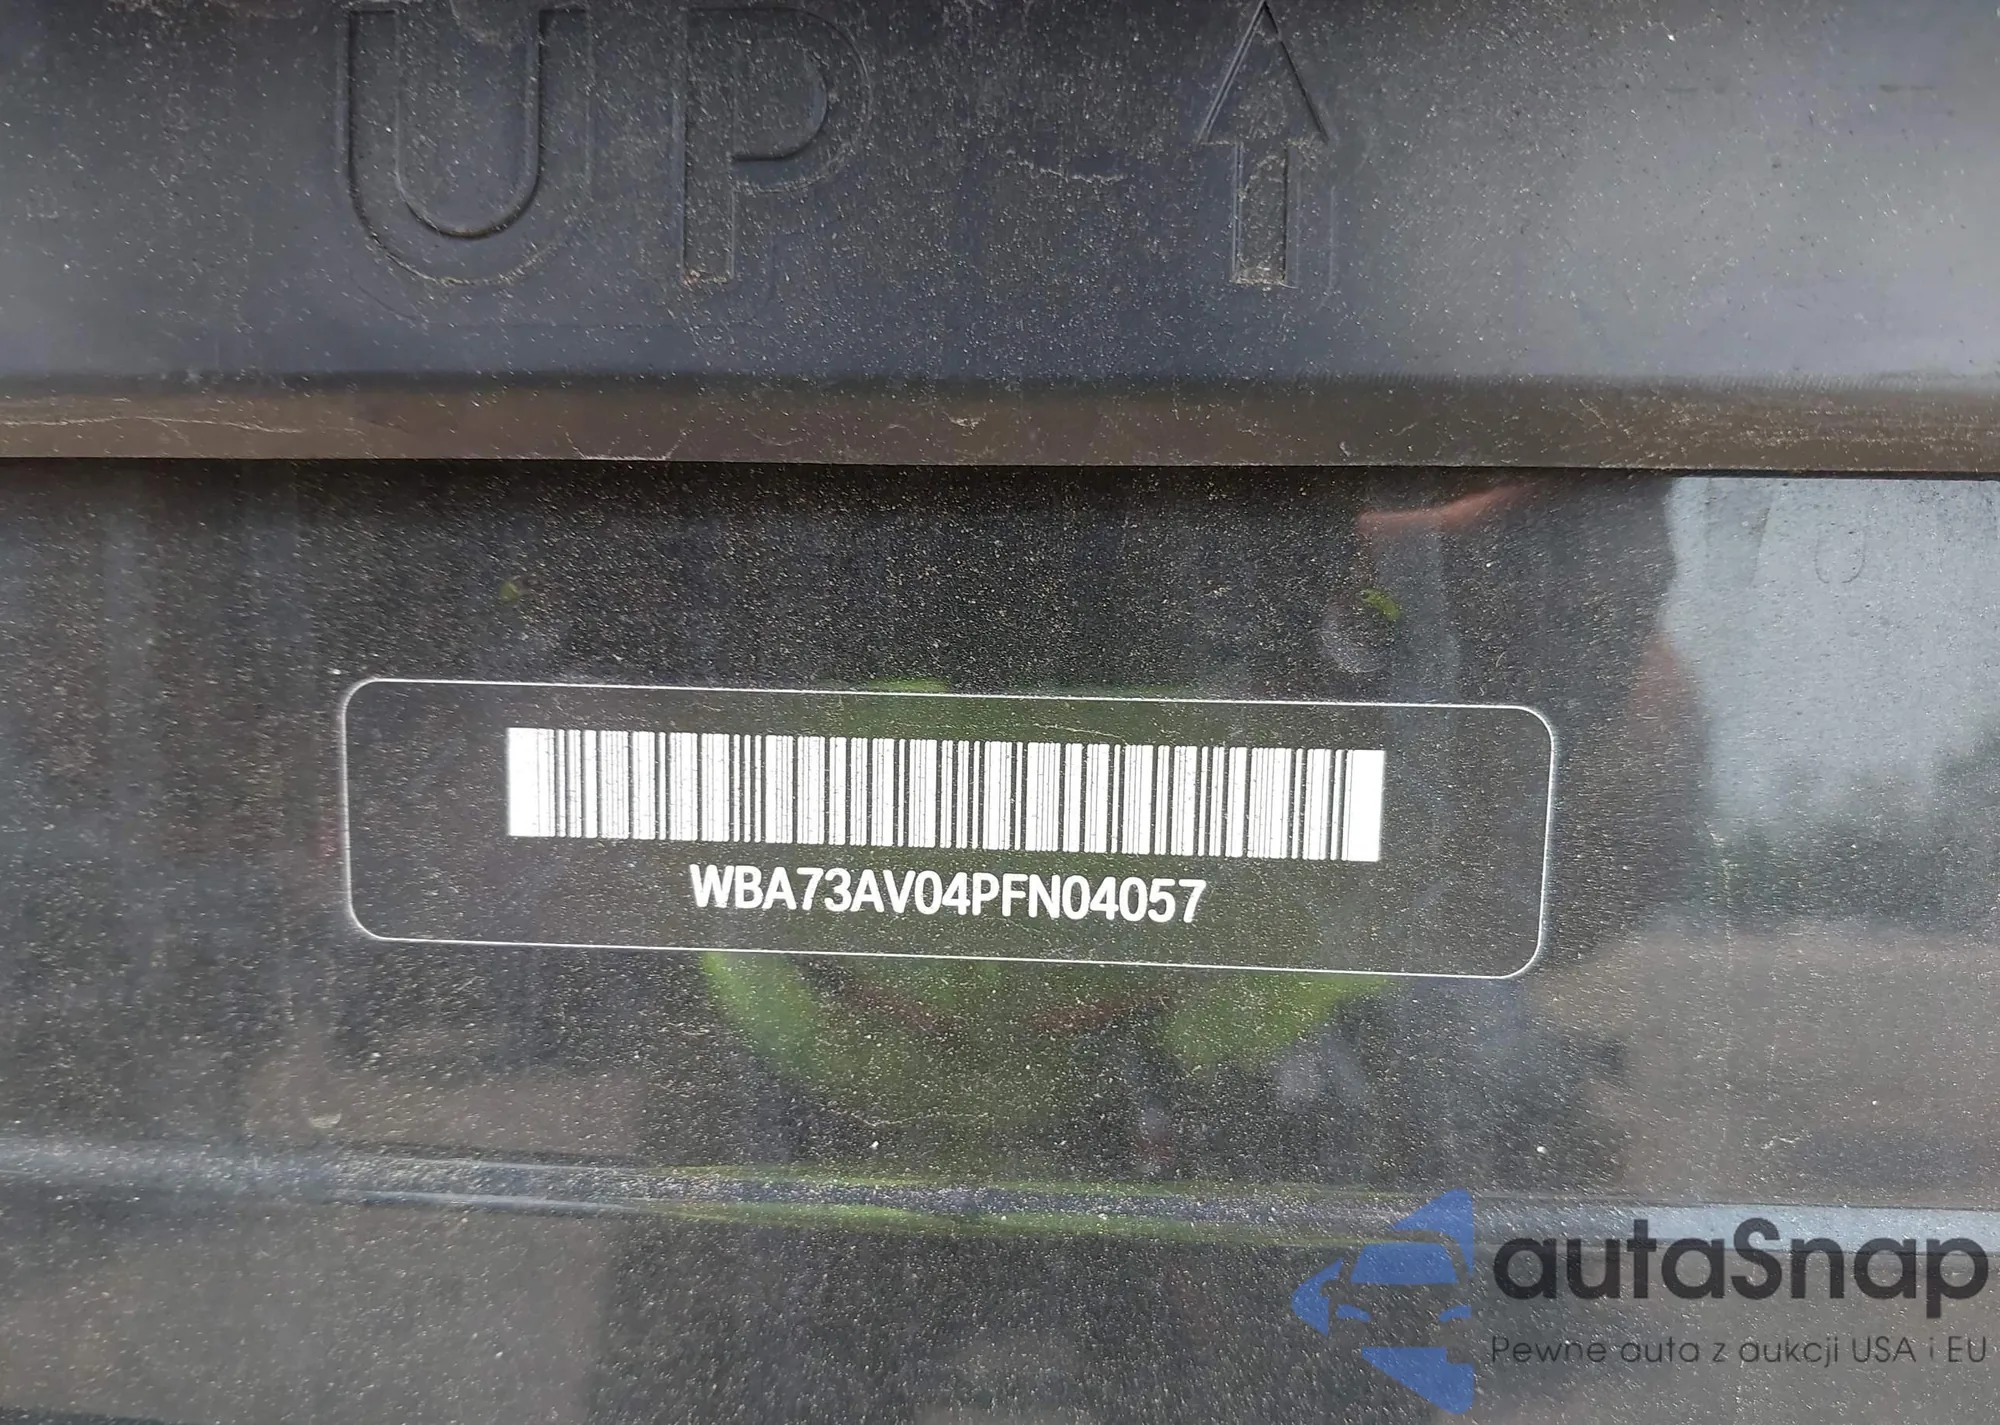 UP ↑
WBA73AV04PFN04057
autaSnap
Pewne auta z aukcji USA i EU